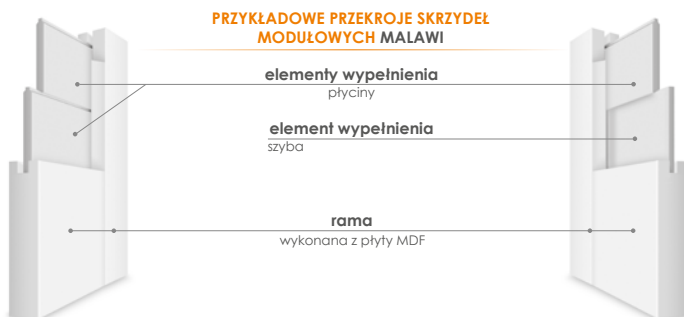 PRZYKŁADOWE PRZEKROJE SKRZYDEŁ
MODUŁOWYCH MALAWI
elementy wypełnienia
płyciny
element wypełnienia
szyba
rama
wykonana z płyty MDF